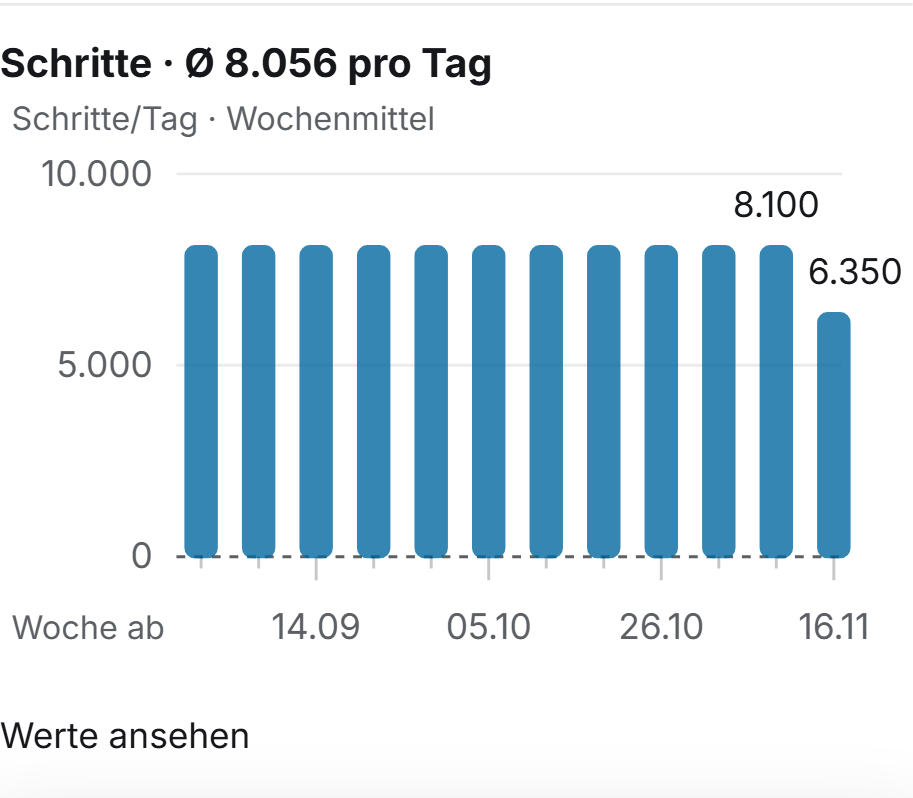 Schritte · Ø 8.056 pro Tag
Schritte/Tag · Wochenmittel
10.000
8.100
6.350
5.000
0
Woche ab 14.09 05.10 26.10 16.11
Werte ansehen